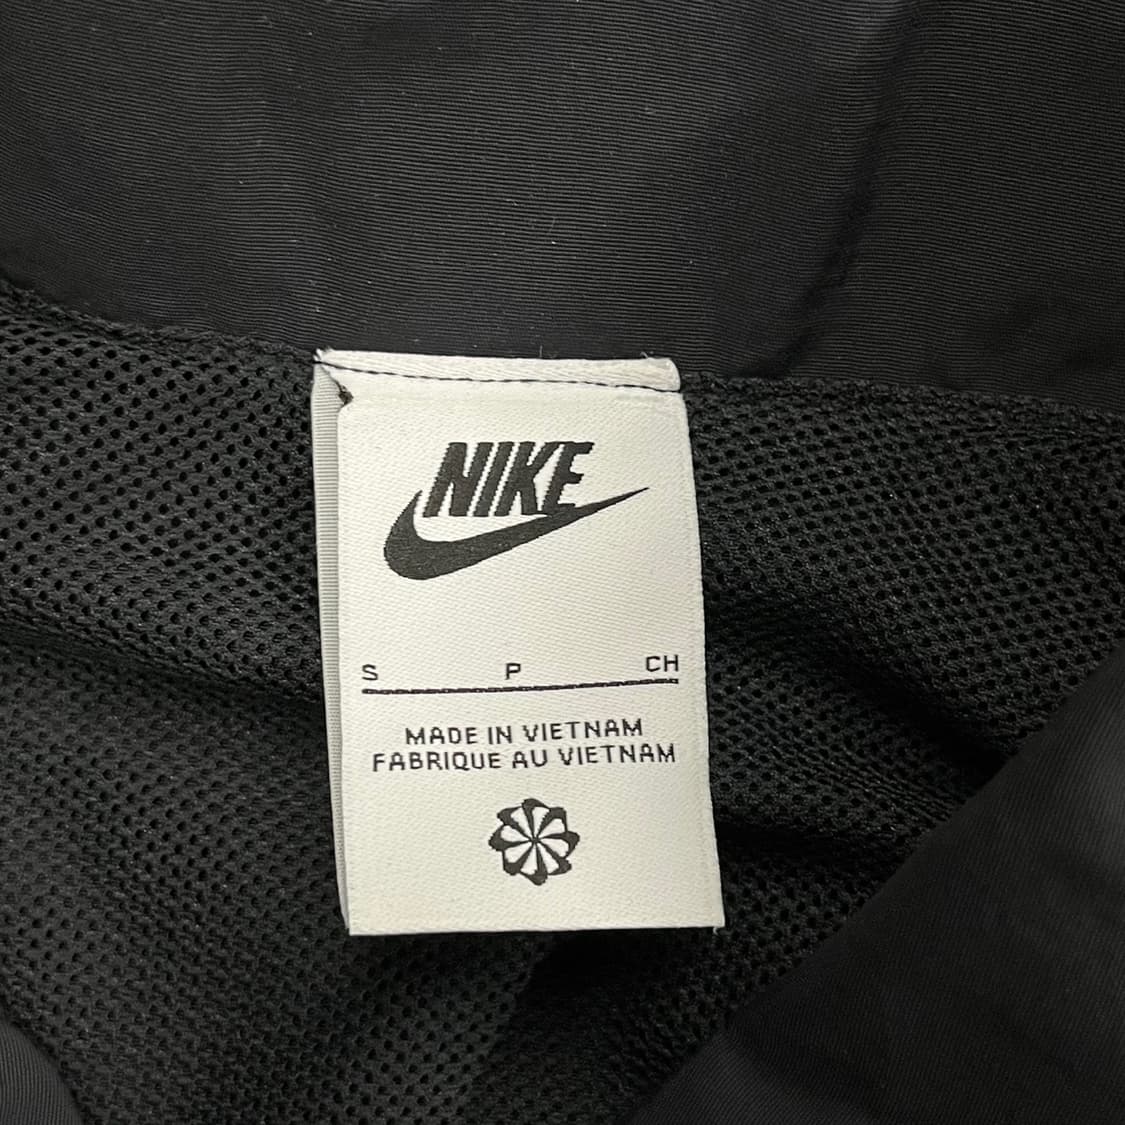 NIKE
S P CH
MADE IN VIETNAM
FABRIQUE AU VIETNAM